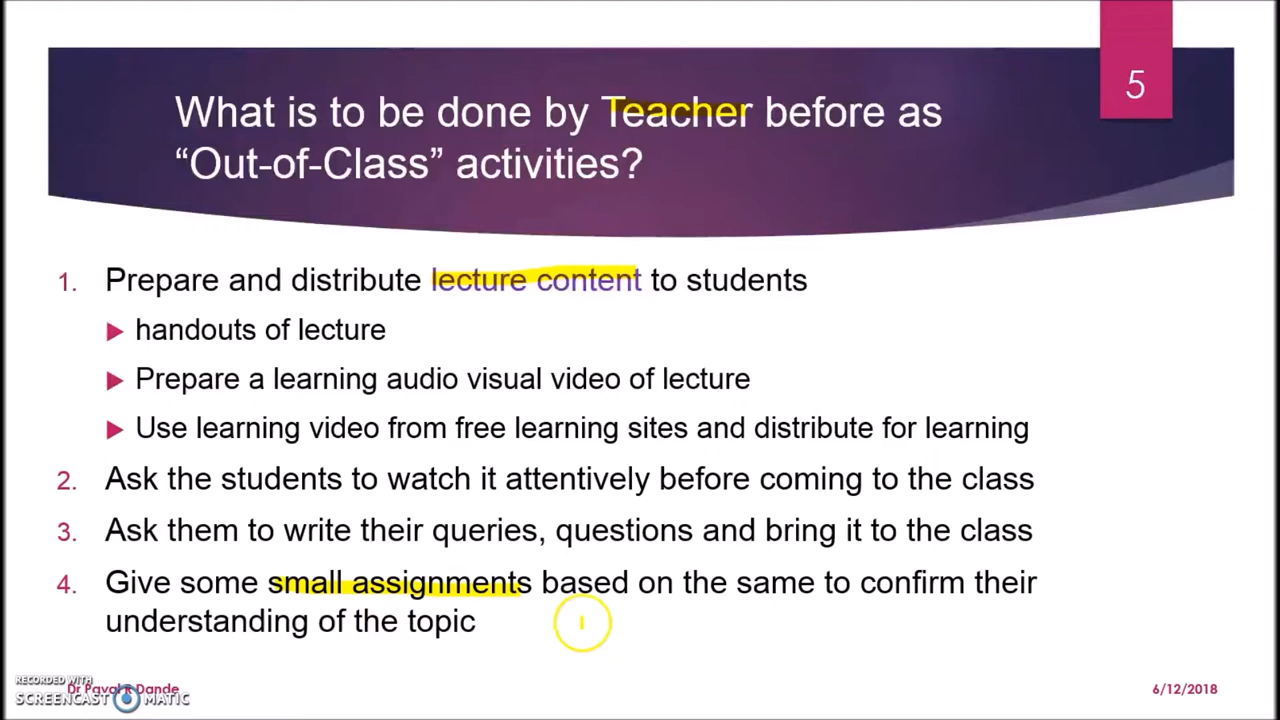 5
What is to be done by Teacher before as
“Out-of-Class” activities?
1. Prepare and distribute lecture content to students
handouts of lecture
Prepare a learning audio visual video of lecture
Use learning video from free learning sites and distribute for learning
2. Ask the students to watch it attentively before coming to the class
3. Ask them to write their queries, questions and bring it to the class
4. Give some small assignments based on the same to confirm their
understanding of the topic
RECORDED WITH
Dr Payal R Dande
SCREENCAST MATIC
6/12/2018